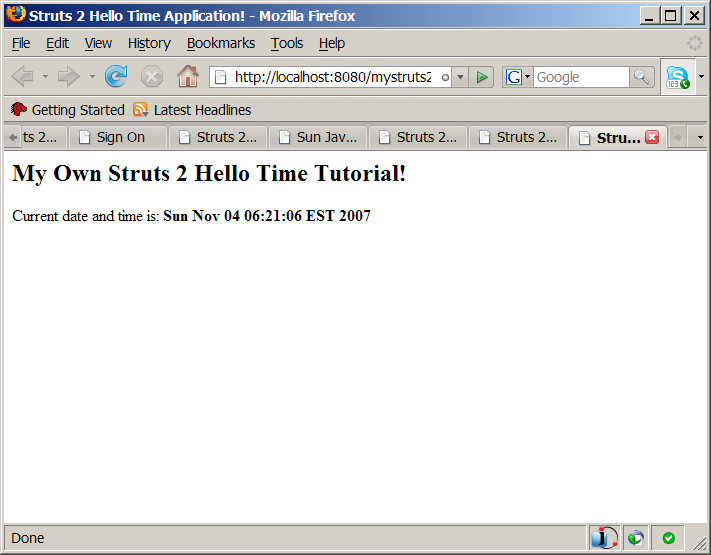 Struts 2 Hello Time Application! - Mozilla Firefox
File Edit View History Bookmarks Tools Help
http://localhost:8080/mystruts2 G Google
Getting Started Latest Headlines
ts 2... Sign On Struts 2... Sun Jav... Struts 2... Struts 2... Stru...
My Own Struts 2 Hello Time Tutorial!
Current date and time is: Sun Nov 04 06:21:06 EST 2007
Done